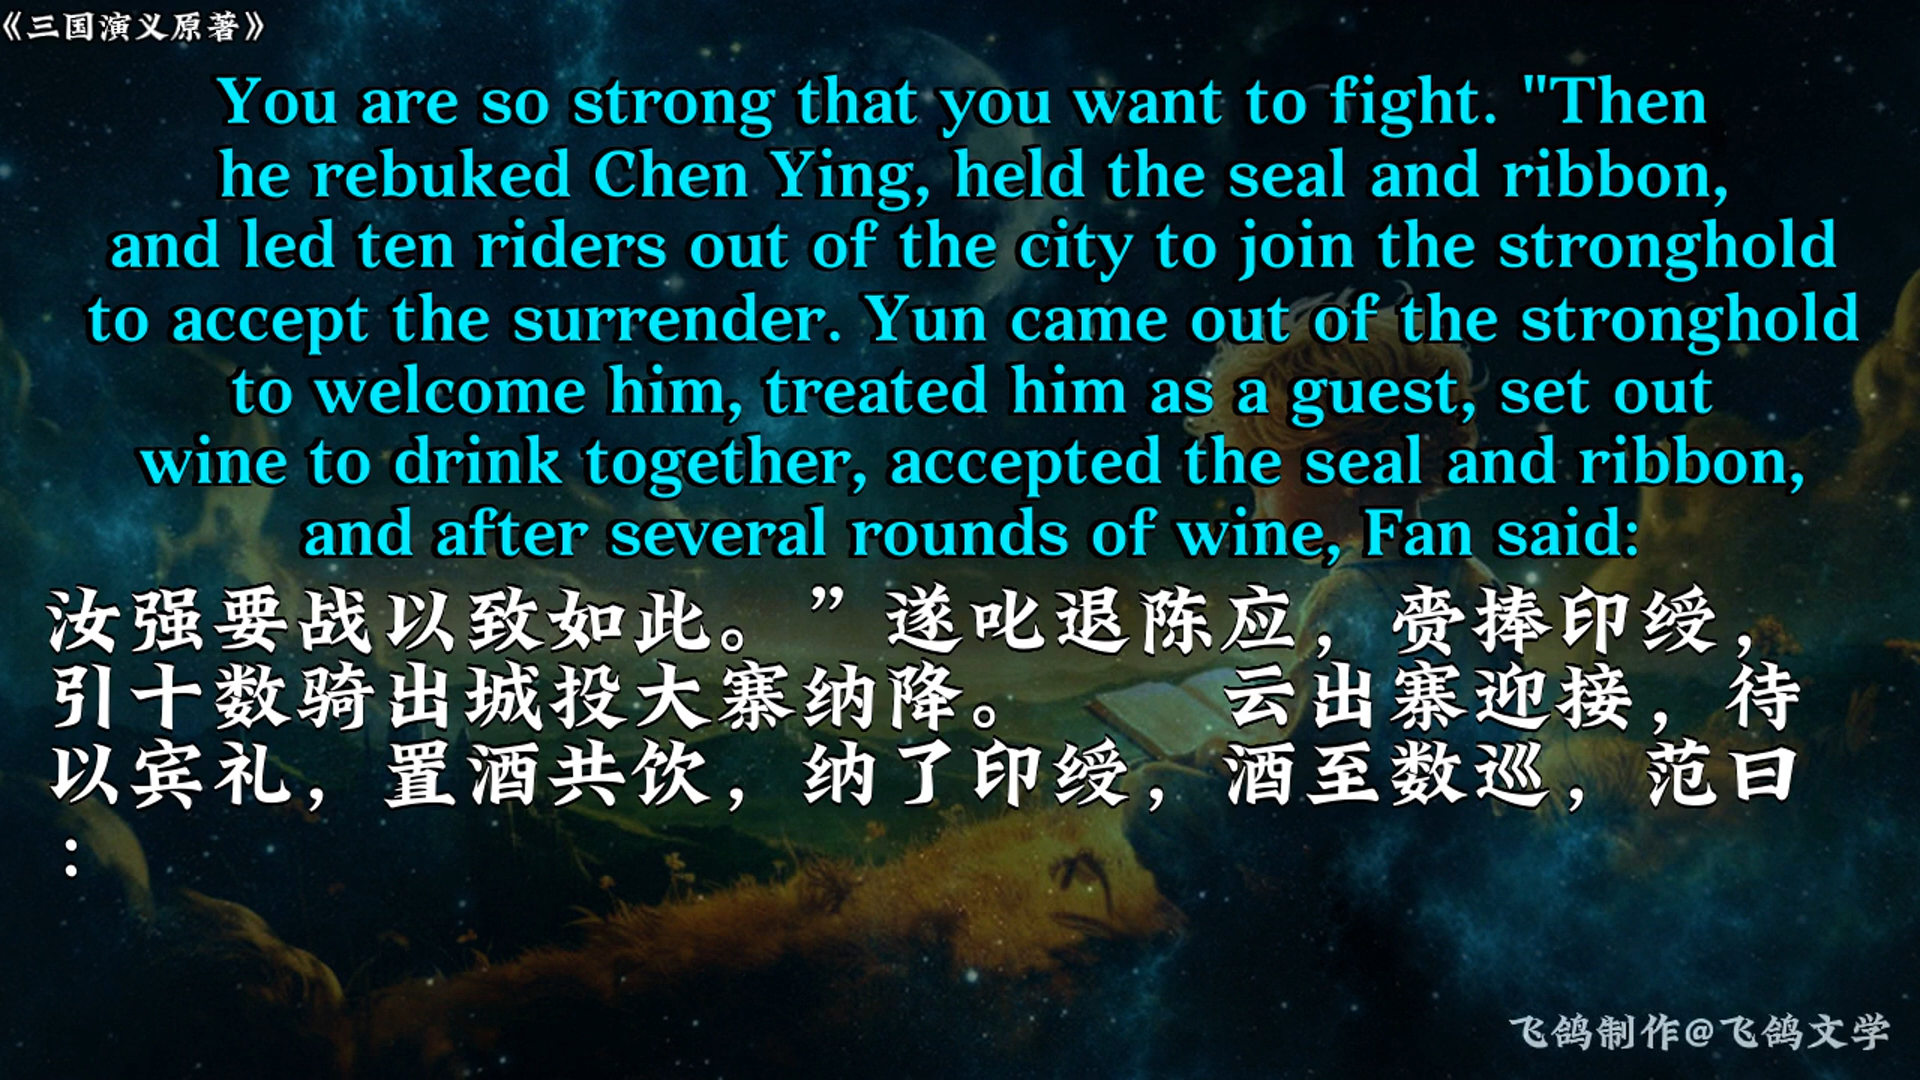 《三国演义原著》
You are so strong that you want to fight. "Then
he rebuked Chen Ying, held the seal and ribbon,
and led ten riders out of the city to join the stronghold
to accept the surrender. Yun came out of the stronghold
to welcome him, treated him as a guest, set out
wine to drink together, accepted the seal and ribbon,
and after several rounds of wine, Fan said:
汝强要战以致如此。”遂叱退陈应，赍捧印绶，
引十数骑出城投大寨纳降。 云出寨迎接，待
以宾礼，置酒共饮，纳了印绶，酒至数巡，范曰
：
飞鸽制作@飞鸽文学